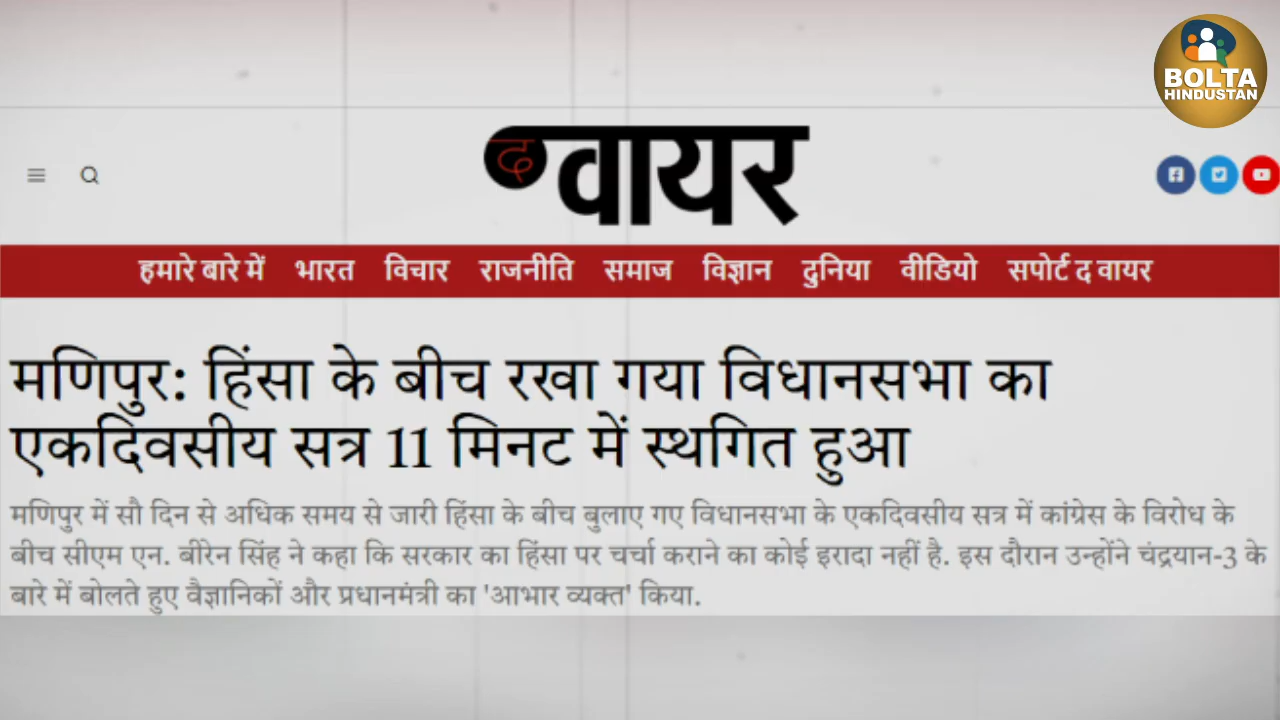 BOLTA
HINDUSTAN
द वायर
हमारे बारे में भारत विचार राजनीति समाज विज्ञान दुनिया वीडियो सपोर्ट द वायर
मणिपुर: हिंसा के बीच रखा गया विधानसभा का
एकदिवसीय सत्र 11 मिनट में स्थगित हुआ
मणिपुर में सौ दिन से अधिक समय से जारी हिंसा के बीच बुलाए गए विधानसभा के एकदिवसीय सत्र में कांग्रेस के विरोध के
बीच सीएम एन. बीरेन सिंह ने कहा कि सरकार का हिंसा पर चर्चा कराने का कोई इरादा नहीं है. इस दौरान उन्होंने चंद्रयान-3 के
बारे में बोलते हुए वैज्ञानिकों और प्रधानमंत्री का 'आभार व्यक्त' किया.